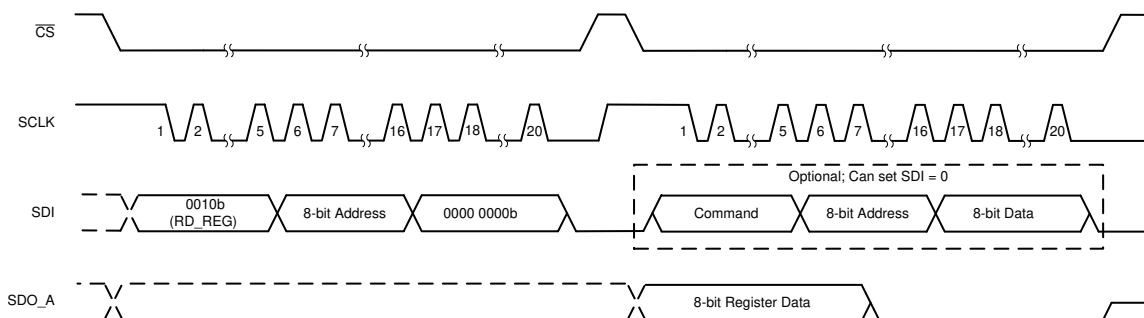 CS
SCLK
1 2 5 6 7 16 17 18 20 1 2 5 6 7 16 17 18 20
Optional; Can set SDI = 0
SDI
0010b
(RD_REG)
8-bit Address
0000 0000b
Command
8-bit Address
8-bit Data
SDO_A
8-bit Register Data